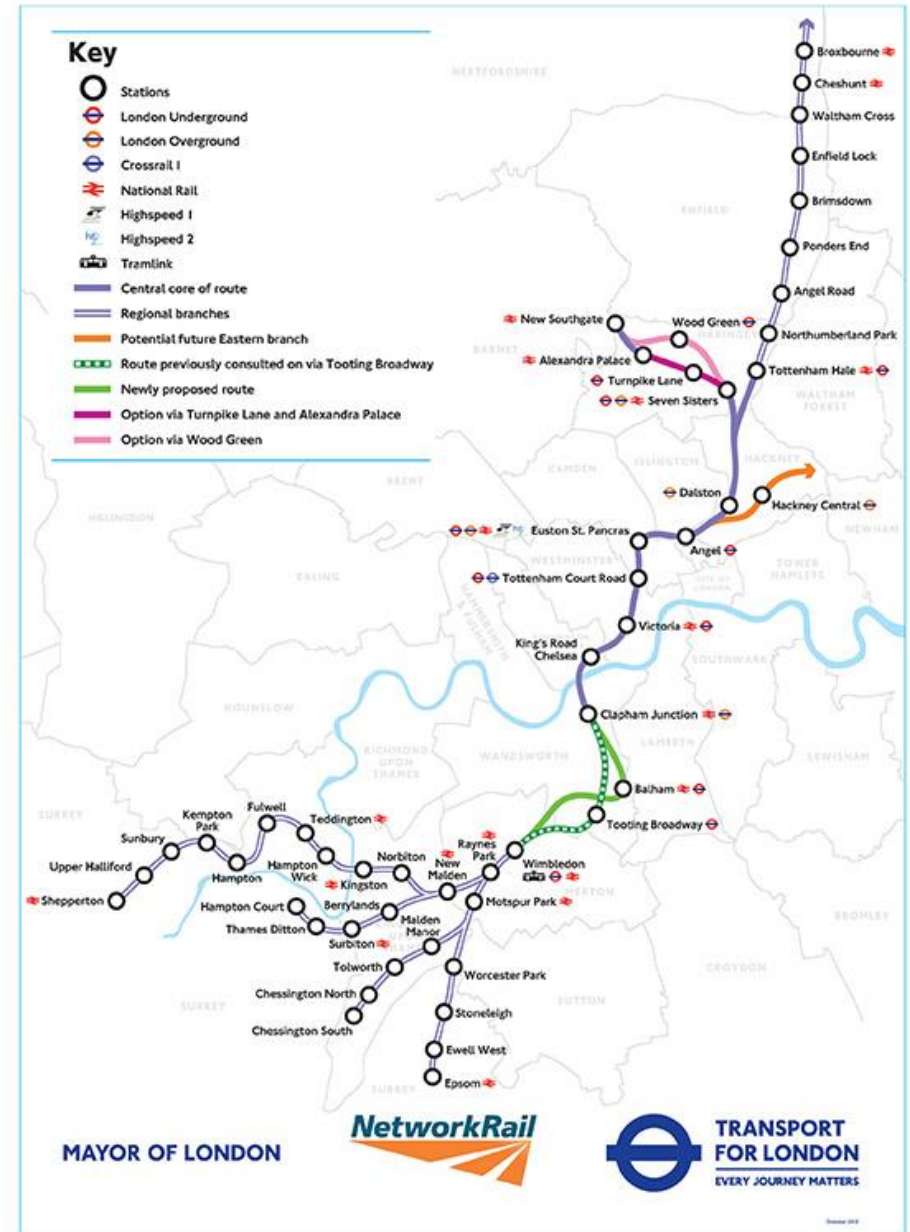 Key
Stations
London Underground
London Overground
Crossrail 1
National Rail
Highspeed 1
Highspeed 2
Tramlink
Central core of route
Regional branches
Potential future Eastern branch
Route previously consulted on via Tooting Broadway
Newly proposed route
Option via Turnpike Lane and Alexandra Palace
Option via Wood Green
HERTFORDSHIRE
Broxbourne
Cheshunt
Waltham Cross
Enfield Lock
Brimsdown
ENFIELD
Ponders End
Angel Road
New Southgate
Wood Green
HARINGEY
Northumberland Park
BARNET
Alexandra Palace
Tottenham Hale
Turnpike Lane
Seven Sisters
WALTHAM
FOREST
CAMDEN
ISLINGTON
HACKNEY
BRENT
Dalston
Hackney Central
HILLINGDON
NEWHAM
Euston St. Pancras
Angel
WESTMINSTER
EALING
TOWER
HAMLETS
Tottenham Court Road
CITY OF
LONDON
HAMMERSMITH
& FULHAM
Victoria
King's Road
Chelsea
SOUTHWARK
HOUNSLOW
Clapham Junction
RICHMOND
UPON
THAMES
WANDSWORTH
LAMBETH
LEWISHAM
SURREY
Balham
Kempton
Park
Fulwell
Teddington
Tooting Broadway
Sunbury
Raynes
Park
Upper Halliford
Hampton
Hampton
Wick
Norbiton
New
Malden
Wimbledon
Kingston
MERTON
Shepperton
Hampton Court
Berrylands
Motspur Park
BROMLEY
Thames Ditton
Malden
Manor
Surbiton
Tolworth
Worcester Park
CROYDON
Chessington North
SURREY
SUTTON
Stoneleigh
Chessington South
Ewell West
SURREY
Epsom
MAYOR OF LONDON
NetworkRail
TRANSPORT
FOR LONDON
EVERY JOURNEY MATTERS